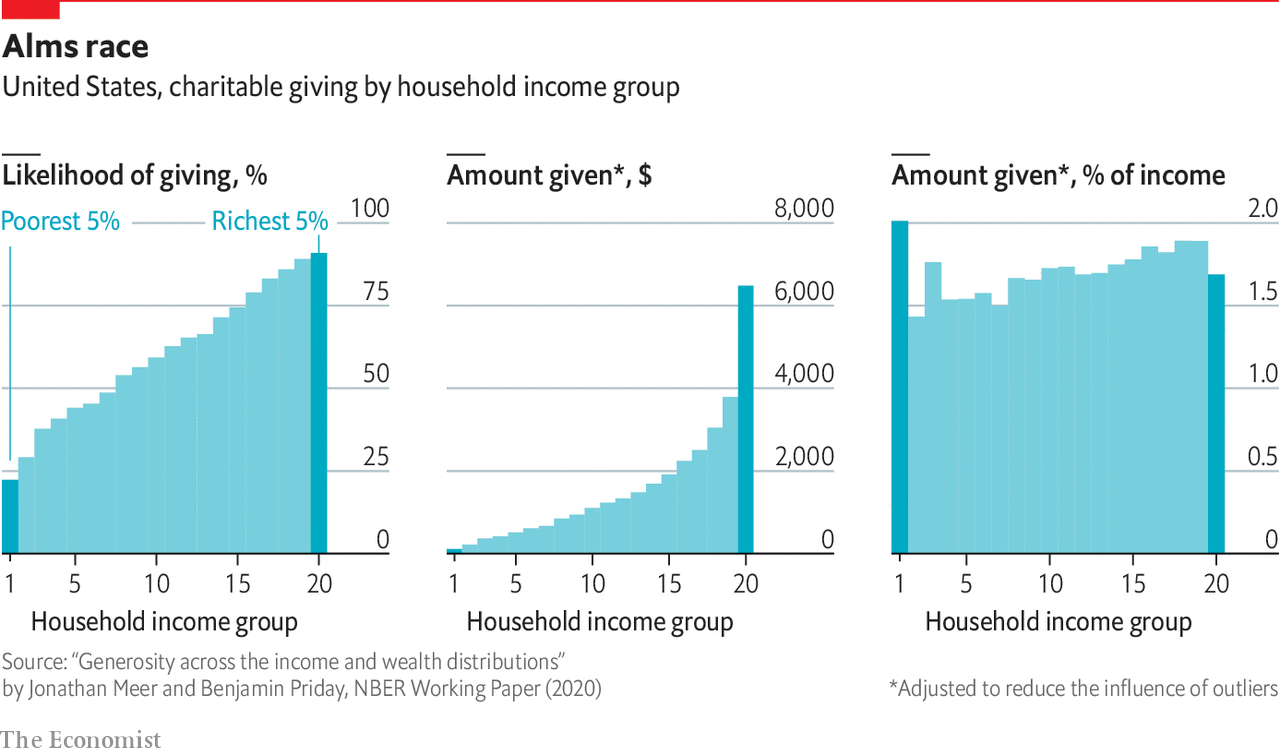 Alms race
United States, charitable giving by household income group
Likelihood of giving, %
Poorest 5%
Richest 5%
100
75
50
25
0
1 5 10 15 20
Household income group
Amount given*, $
8,000
6,000
4,000
2,000
0
1 5 10 15 20
Household income group
Amount given*, % of income
2.0
1.5
1.0
0.5
0
1 5 10 15 20
Household income group
Source: “Generosity across the income and wealth distributions”
by Jonathan Meer and Benjamin Priday, NBER Working Paper (2020)
*Adjusted to reduce the influence of outliers
The Economist